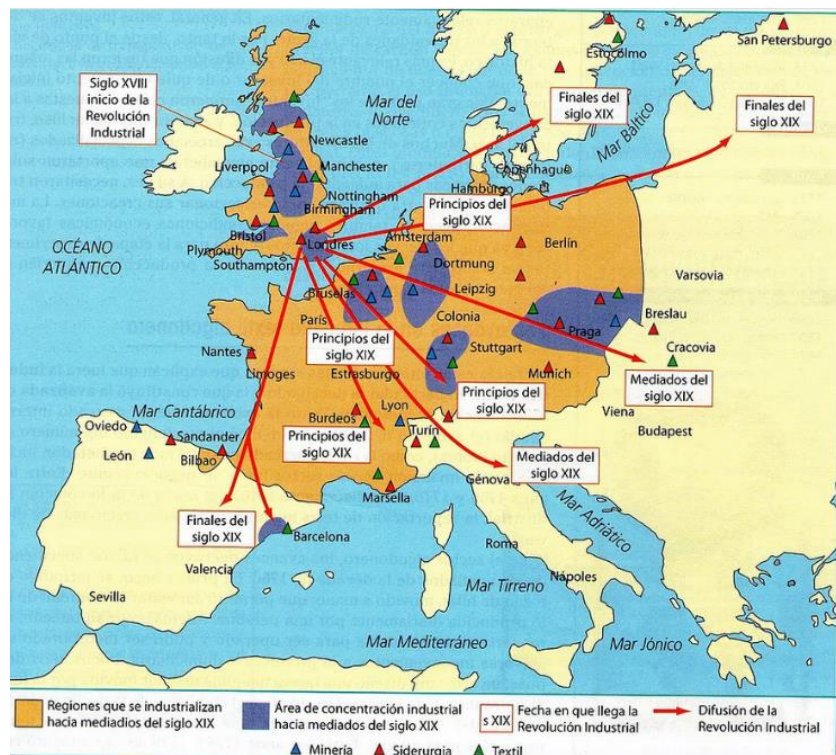 San Petersburgo
Estocolmo
Siglo XVIII
inicio de la
Revolución
Industrial
Mar del
Norte
Finales del
siglo XIX
Finales del
siglo XIX
Mar Báltico
Newcastle
Copenhague
Liverpool
Manchester
Hamburgo
Nottingham
Birmingham
Principios del
siglo XIX
OCÉANO
ATLÁNTICO
Bristol
Londres
Amsterdam
Berlín
Plymouth
Southampton
Dortmung
Varsovia
Bruselas
Leipzig
Colonia
Breslau
París
Praga
Cracovia
Nantes
Principios del
siglo XIX
Stuttgart
Limoges
Estrasburgo
Munich
Mediados del
siglo XIX
Principios del
siglo XIX
Viena
Mar Cantábrico
Burdeos
Lyon
Budapest
Oviedo
Sandander
Turín
León
Bilbao
Principios del
siglo XIX
Mediados del
siglo XIX
Génova
Marsella
Mar Adriático
Finales del
siglo XIX
Barcelona
Roma
Valencia
Nápoles
Mar Tirreno
Sevilla
Mar Mediterráneo
Mar Jónico
Regiones que se industrializan
hacia mediadios del siglo XIX
Área de concentración industrial
hacia mediados del siglo XIX
s XIX
Fecha en que llega la
Revolución Industrial
Difusión de la
Revolución Industrial
Minería
Siderurgia
Textil